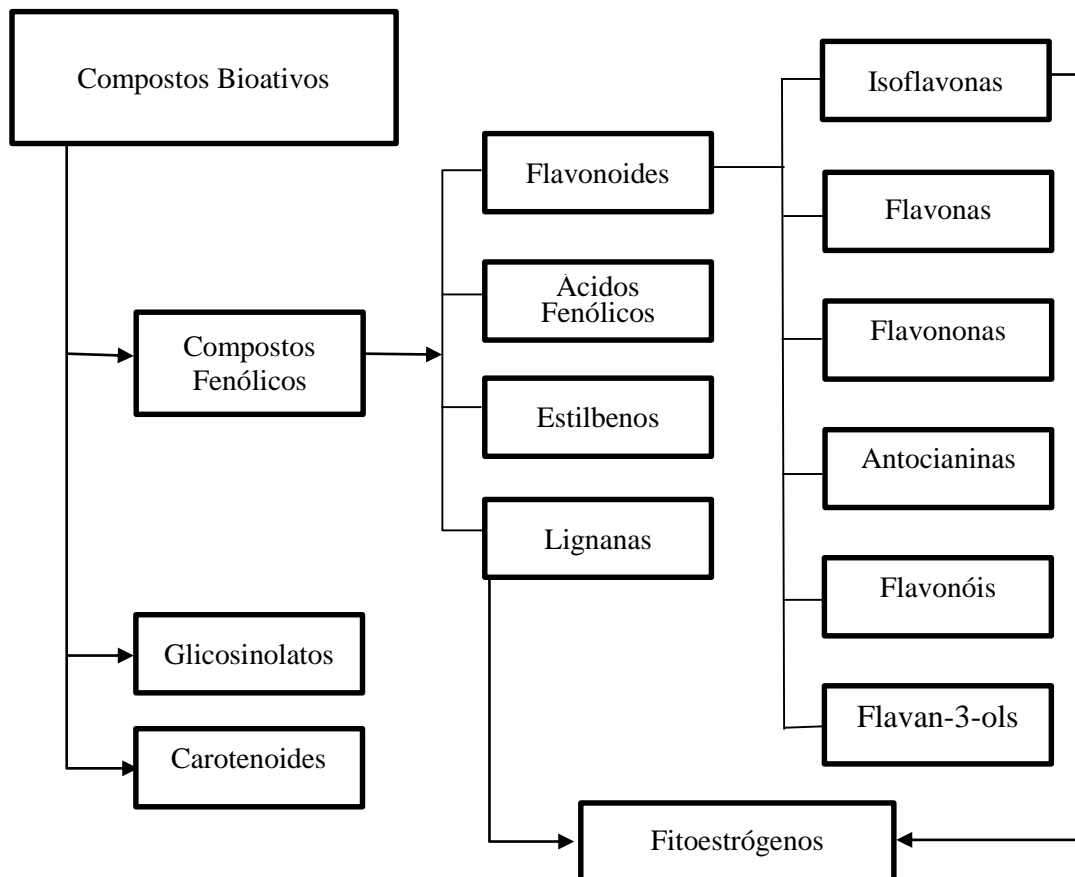 Compostos Bioativos
Compostos
Fenólicos
Glicosinolatos
Carotenoides
Flavonoides
Ácidos
Fenólicos
Estilbenos
Lignanas
Isoflavonas
Flavonas
Flavononas
Antocianinas
Flavonóis
Flavan-3-ols
Fitoestrógenos